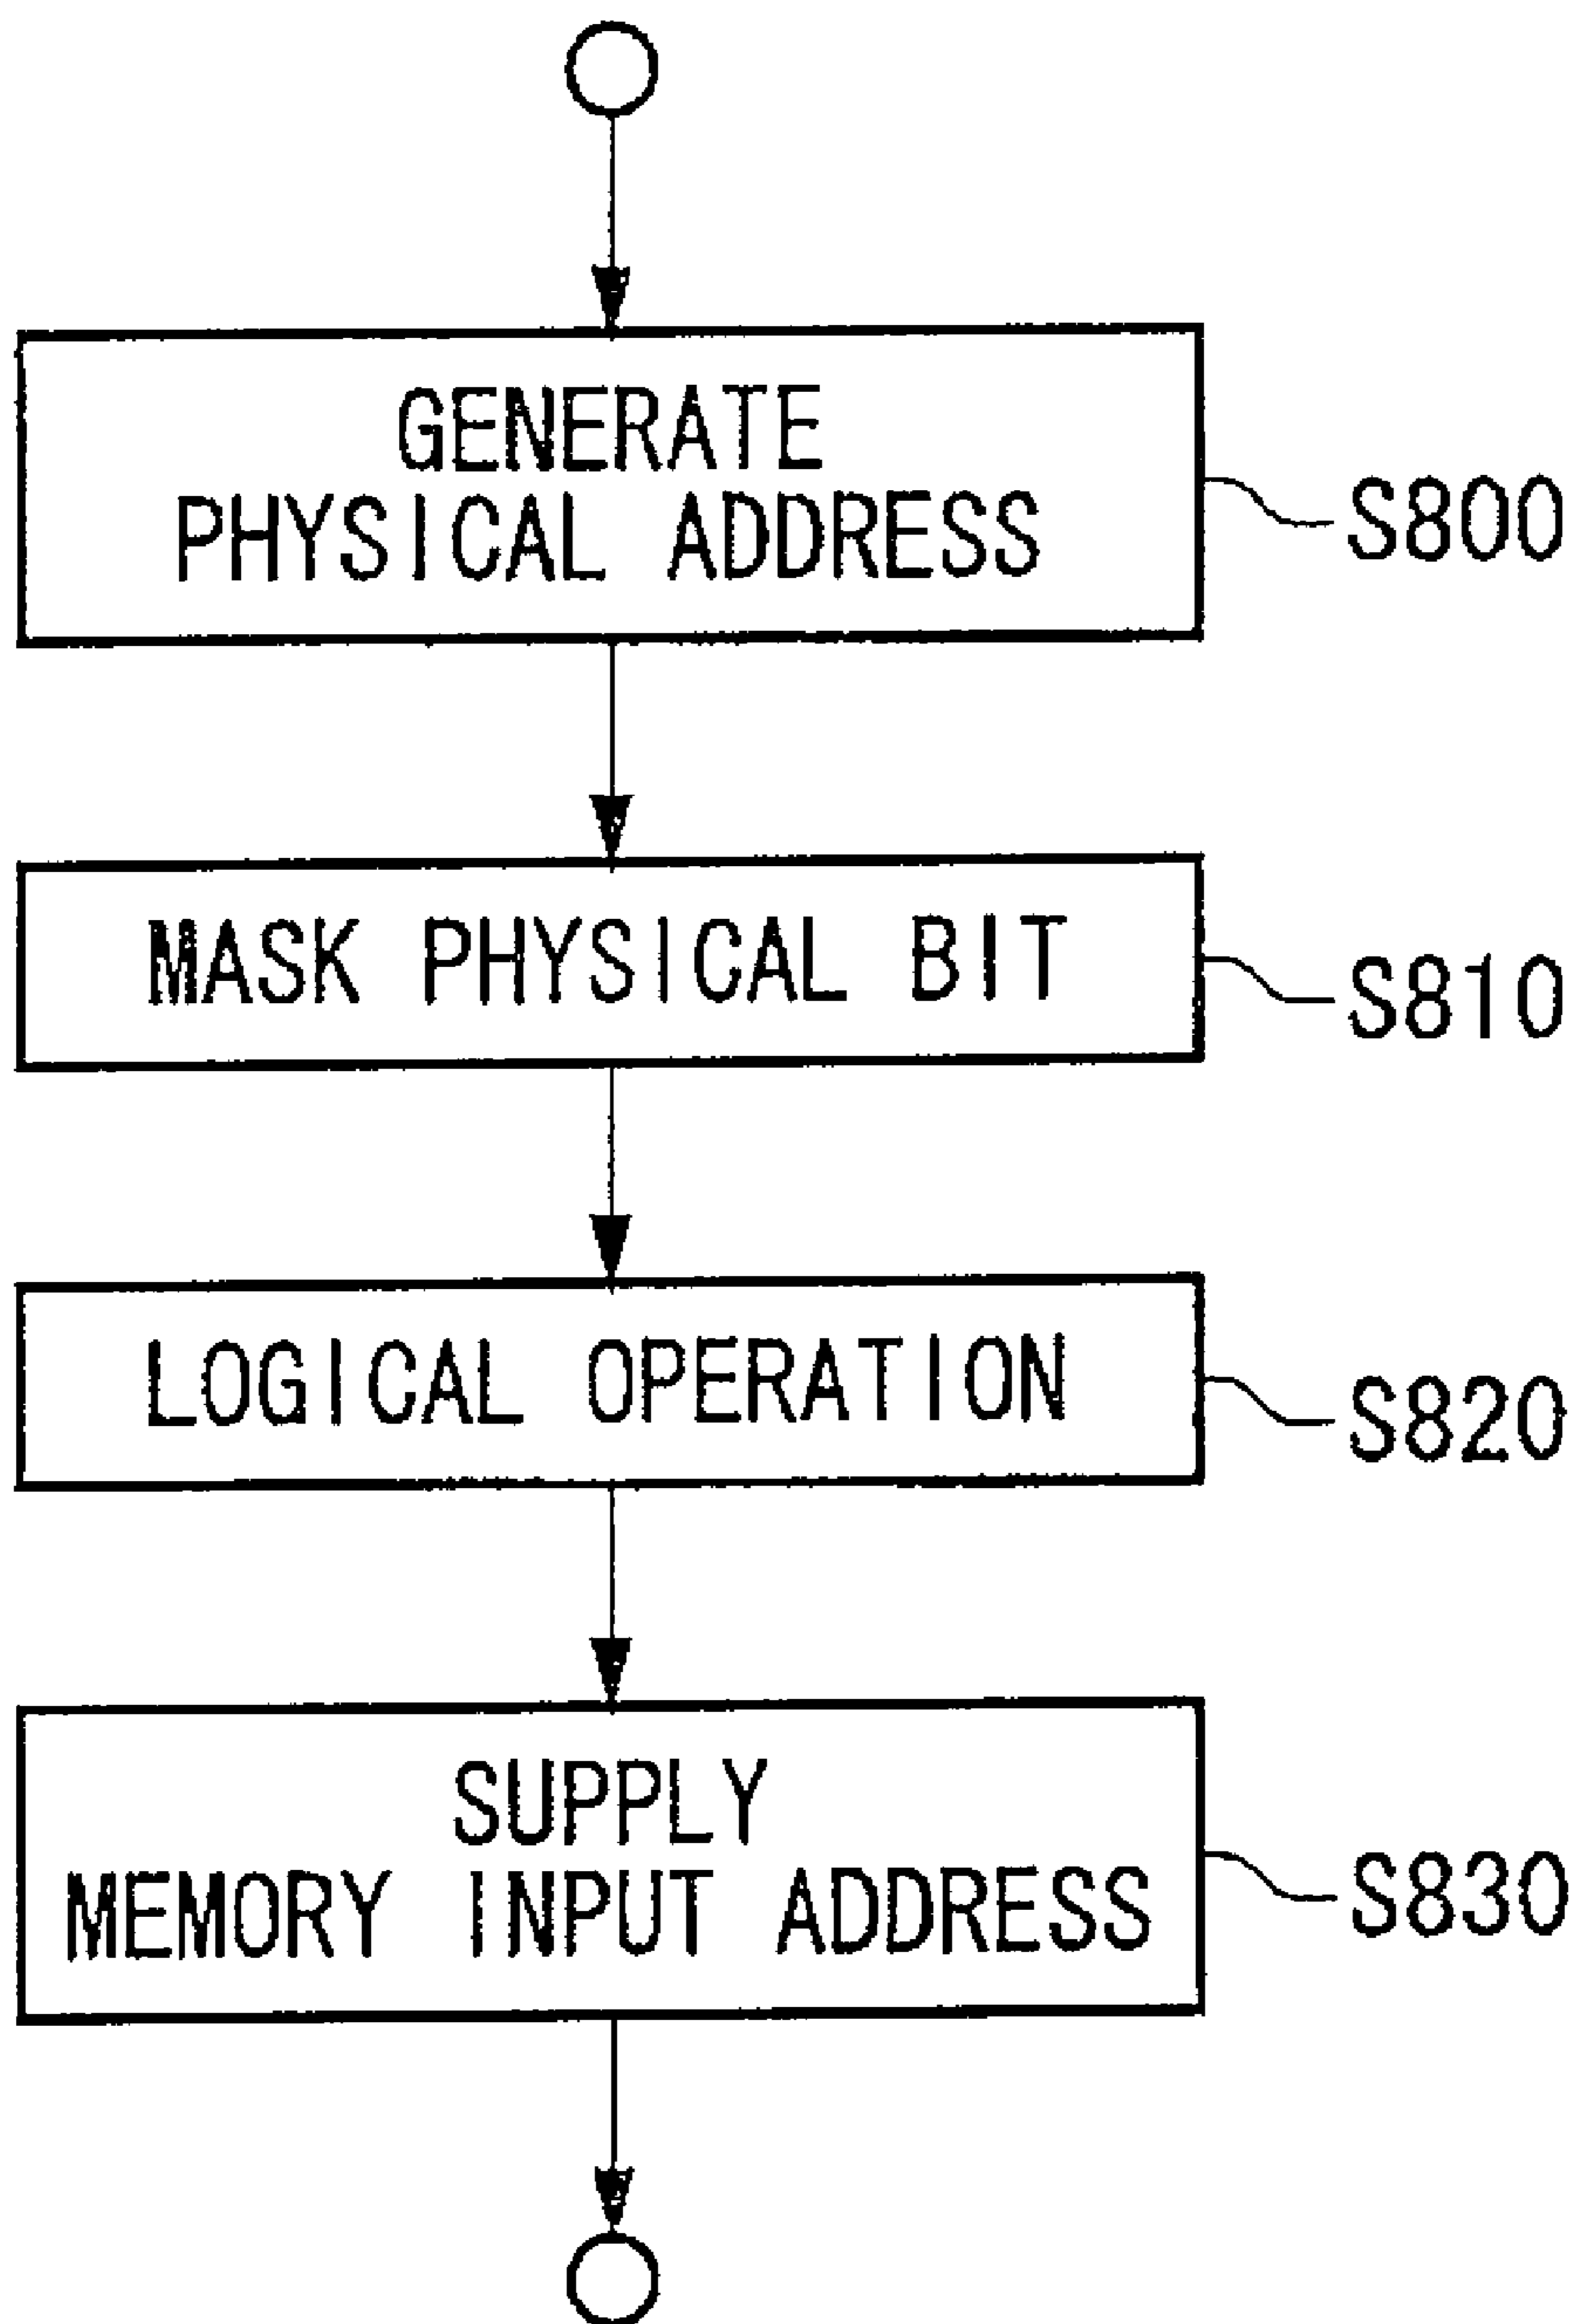 GENERATE
PHYSICAL ADDRESS
S800
MASK PHYSICAL BIT
S810
LOGICAL OPERATION
S820
SUPPLY
MEMORY INPUT ADDRESS
S830